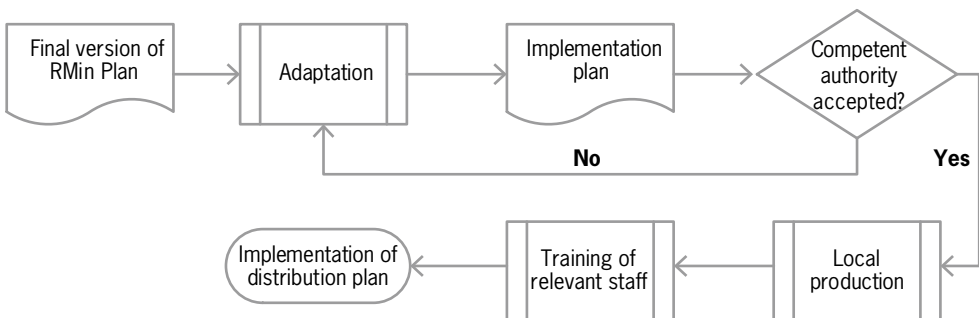 Final version of
RMin Plan
Adaptation
Implementation
plan
Competent
authority
accepted?
No
Yes
Implementation of
distribution plan
Training of
relevant staff
Local
production